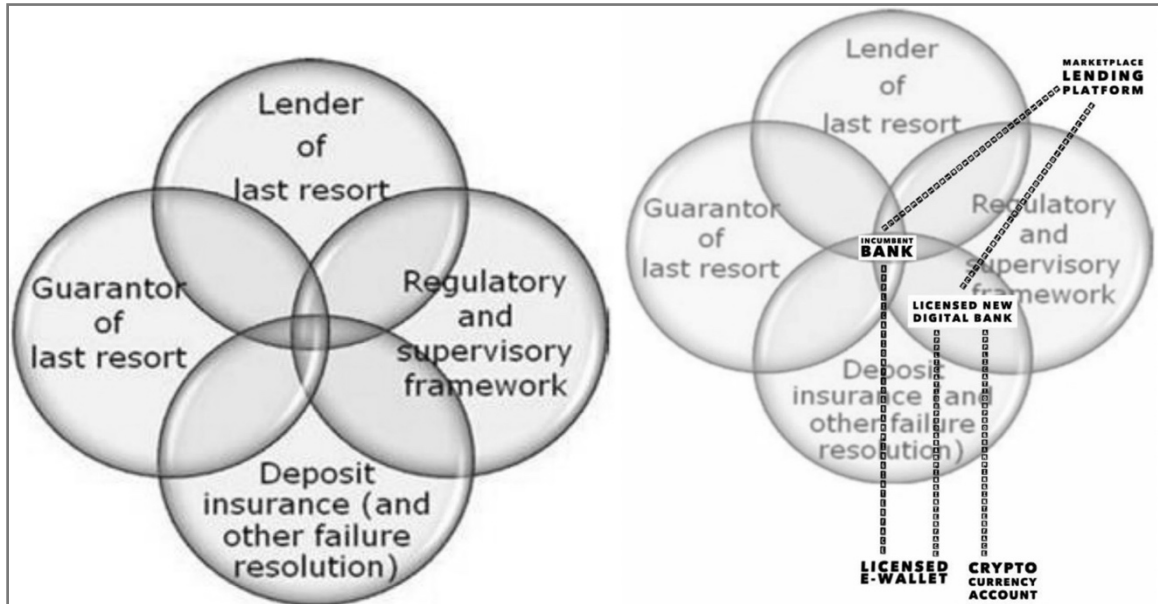 Lender
of
last resort
Guarantor
of
last resort
Regulatory
and
supervisory
framework
Deposit
insurance (and
other failure
resolution)
Lender
of
last resort
MARKETPLACE
LENDING
PLATFORM
Guarantor
of
last resort
Regulatory
and
supervisory
framework
INCUMBENT
BANK
LICENSED NEW
DIGITAL BANK
Deposit
insurance (and
other failure
resolution)
LICENSED
E-WALLET
CRYPTO
CURRENCY
ACCOUNT